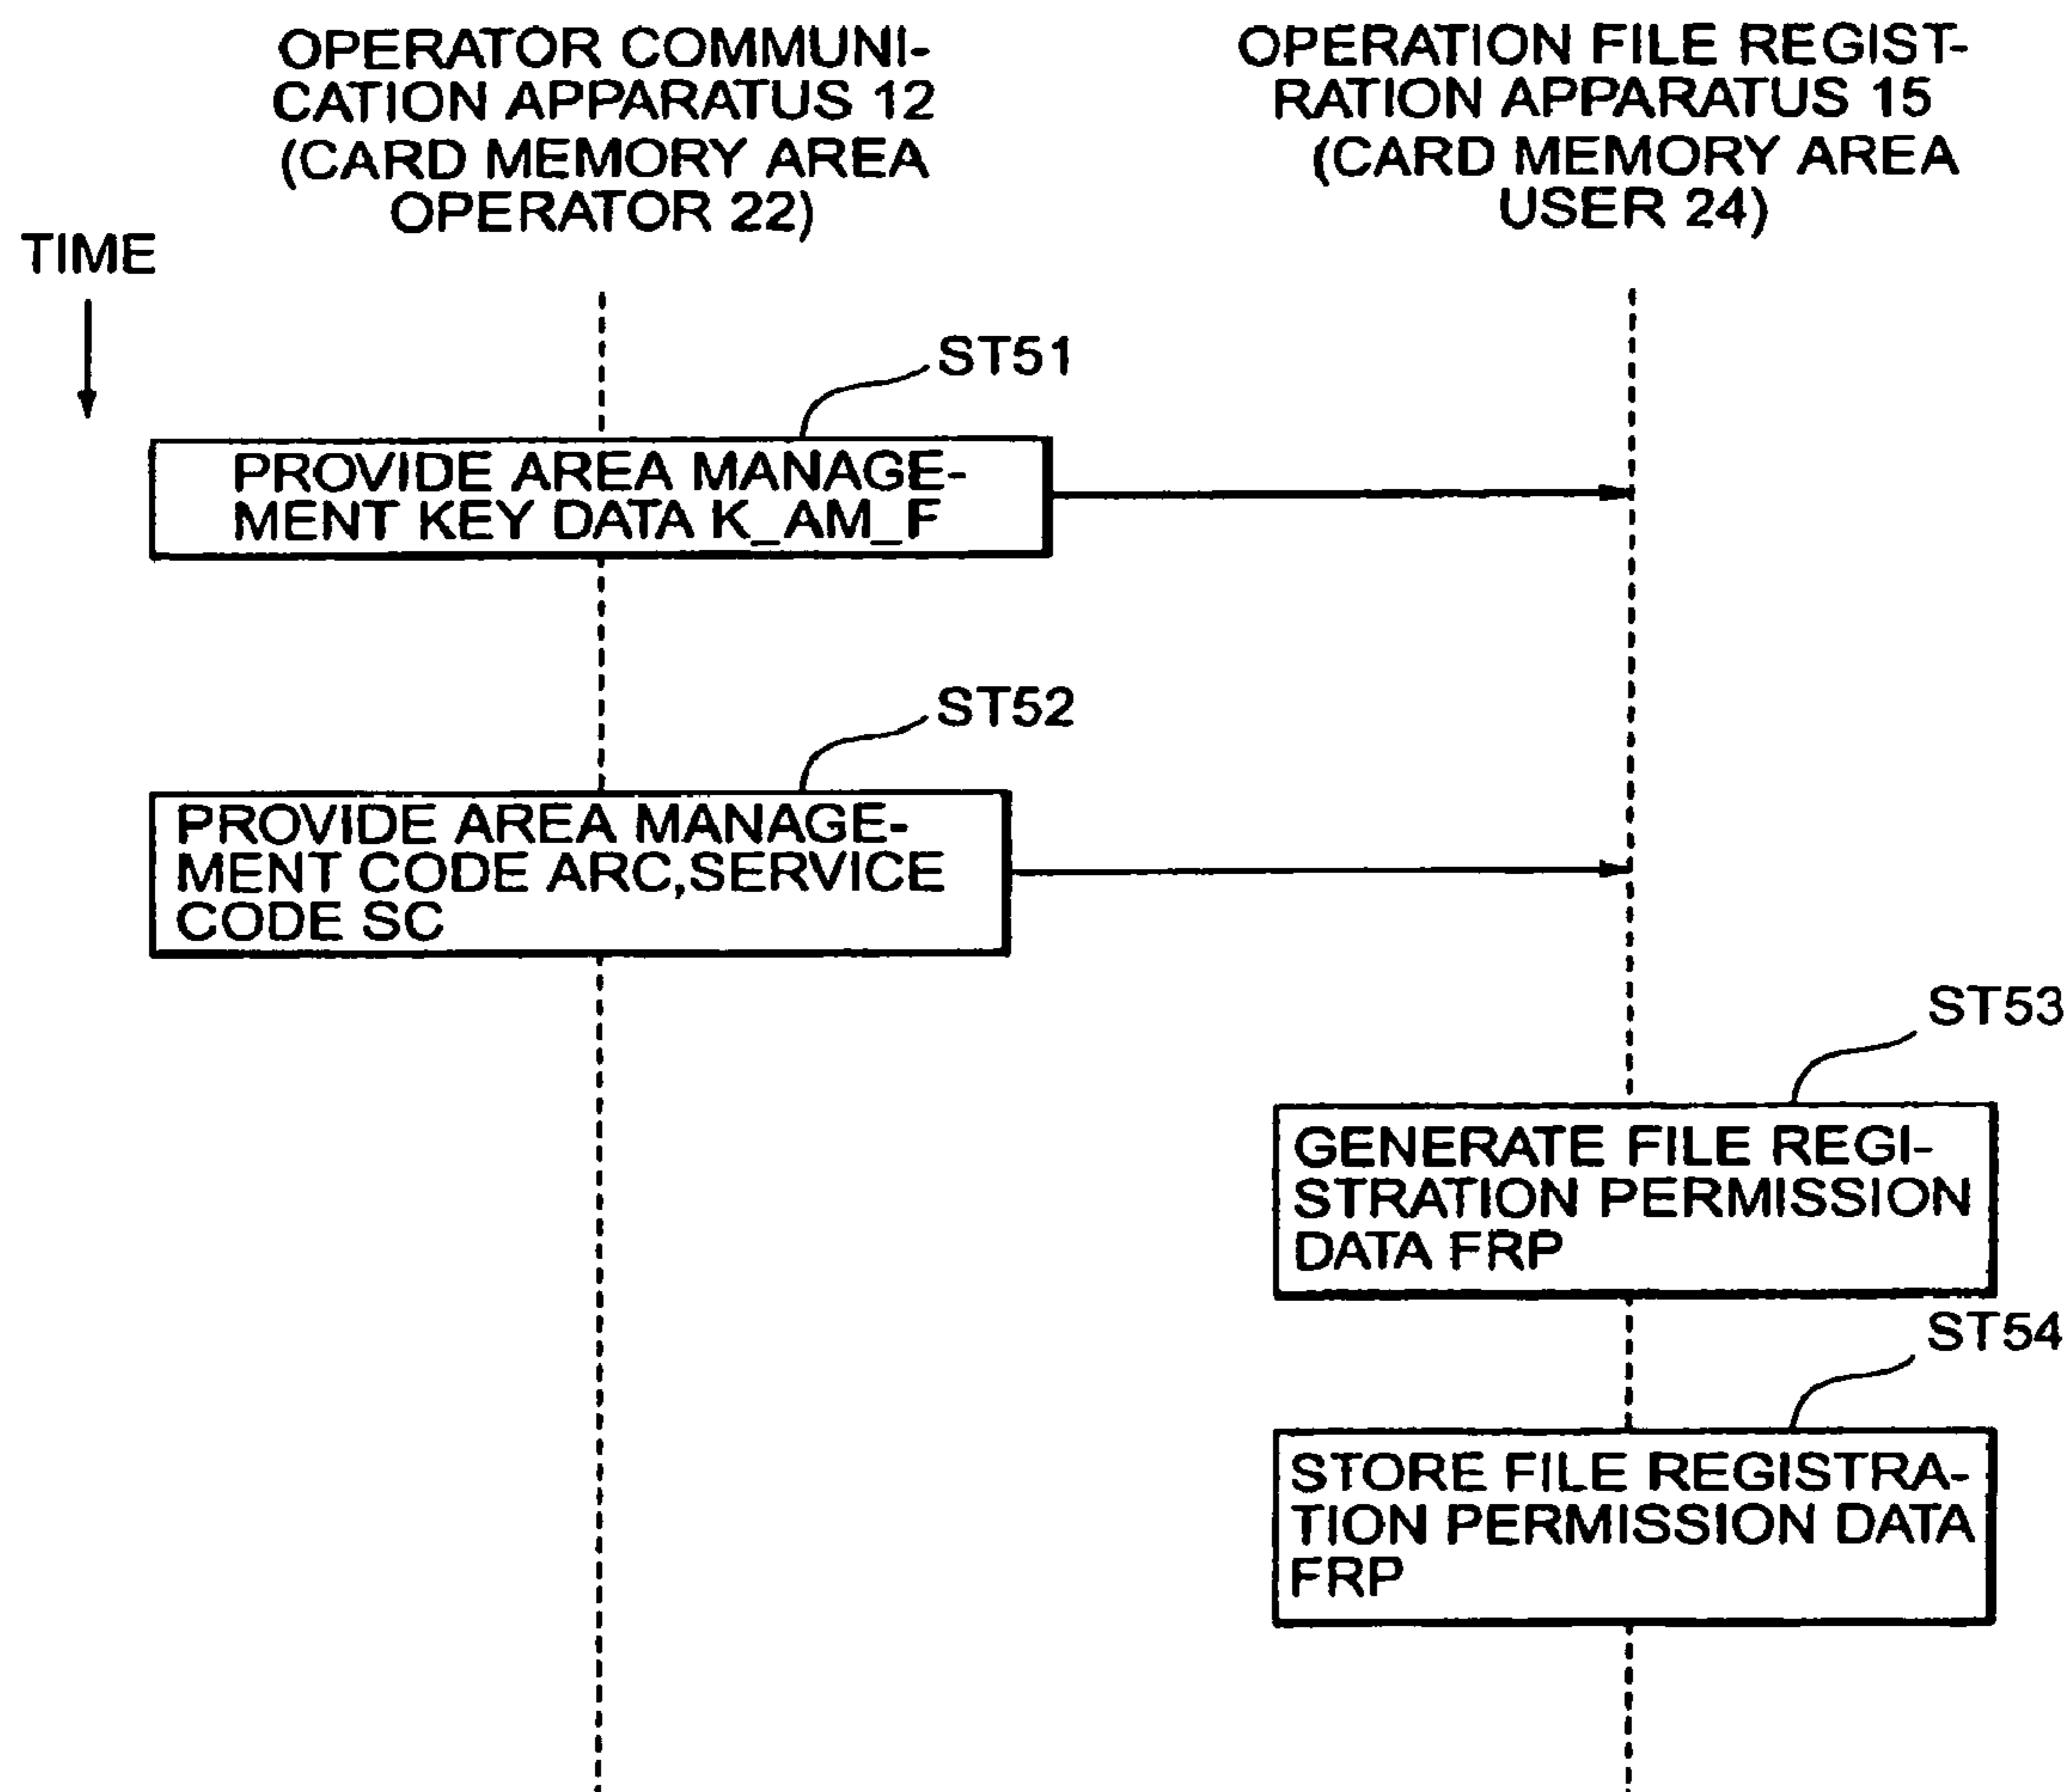 OPERATOR COMMUNI-
CATION APPARATUS 12
(CARD MEMORY AREA
OPERATOR 22)
OPERATION FILE REGIST-
RATION APPARATUS 15
(CARD MEMORY AREA
USER 24)
TIME
ST51
PROVIDE AREA MANAGE-
MENT KEY DATA K_AM_F
ST52
PROVIDE AREA MANAGE-
MENT CODE ARC,SERVICE
CODE SC
ST53
GENERATE FILE REGI-
STRATION PERMISSION
DATA FRP
ST54
STORE FILE REGISTRA-
TION PERMISSION DATA
FRP